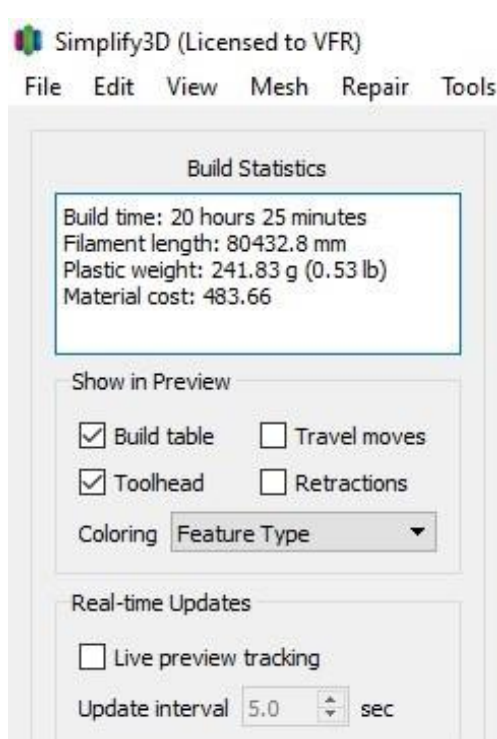 Simplify3D (Licensed to VFR)
File Edit View Mesh Repair Tools
Build Statistics
Build time: 20 hours 25 minutes
Filament length: 80432.8 mm
Plastic weight: 241.83 g (0.53 lb)
Material cost: 483.66
Show in Preview
Build table Travel moves
Toolhead Retractions
Coloring Feature Type
Real-time Updates
Live preview tracking
Update interval 5.0 sec